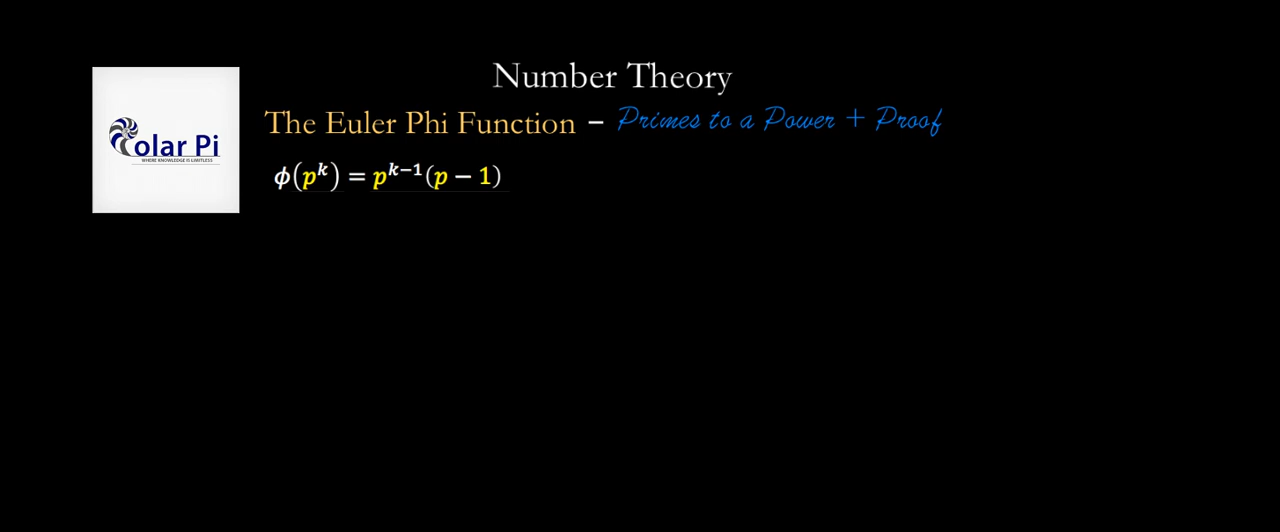 Number Theory
The Euler Phi Function – Primes to a Power + Proof
olar Pi
WHERE KNOWLEDGE IS LIMITLESS
ϕ(p^k) = p^{k−1}(p − 1)